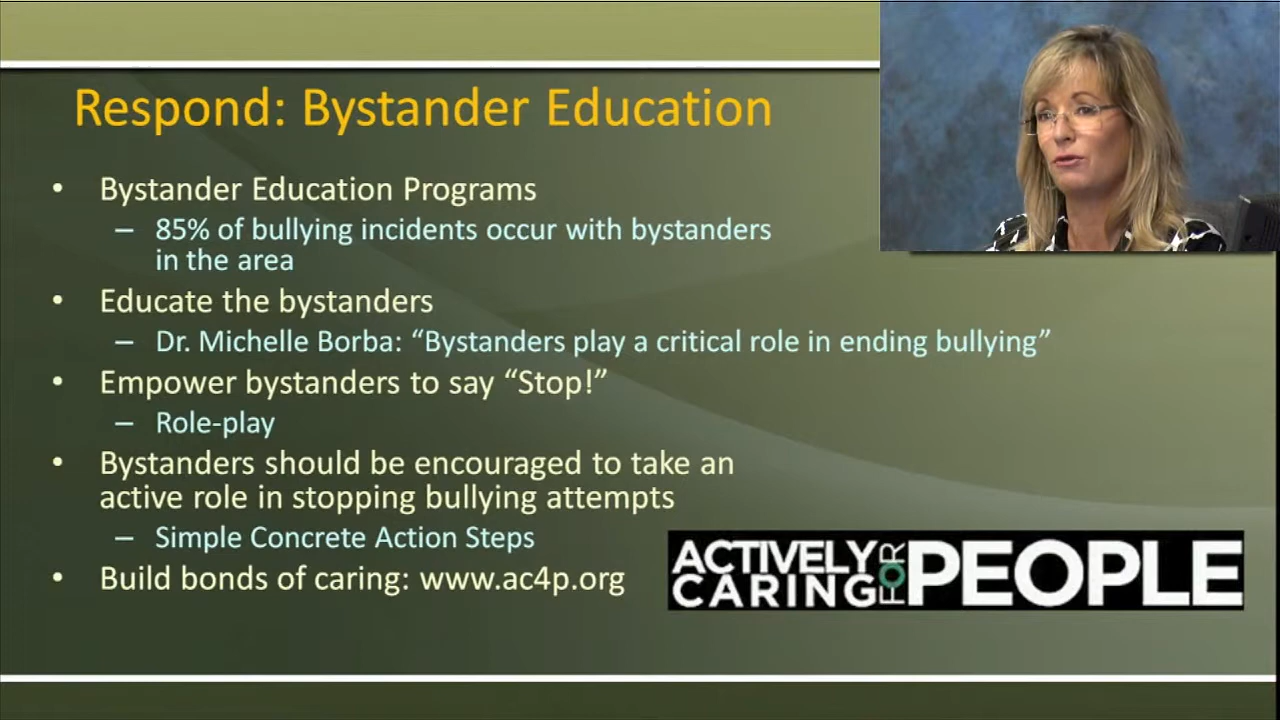 Respond: Bystander Education
• Bystander Education Programs
– 85% of bullying incidents occur with bystanders
in the area
• Educate the bystanders
– Dr. Michelle Borba: “Bystanders play a critical role in ending bullying”
• Empower bystanders to say “Stop!”
– Role-play
• Bystanders should be encouraged to take an
active role in stopping bullying attempts
– Simple Concrete Action Steps
• Build bonds of caring: www.ac4p.org
ACTIVELY
CARING
FOR
PEOPLE